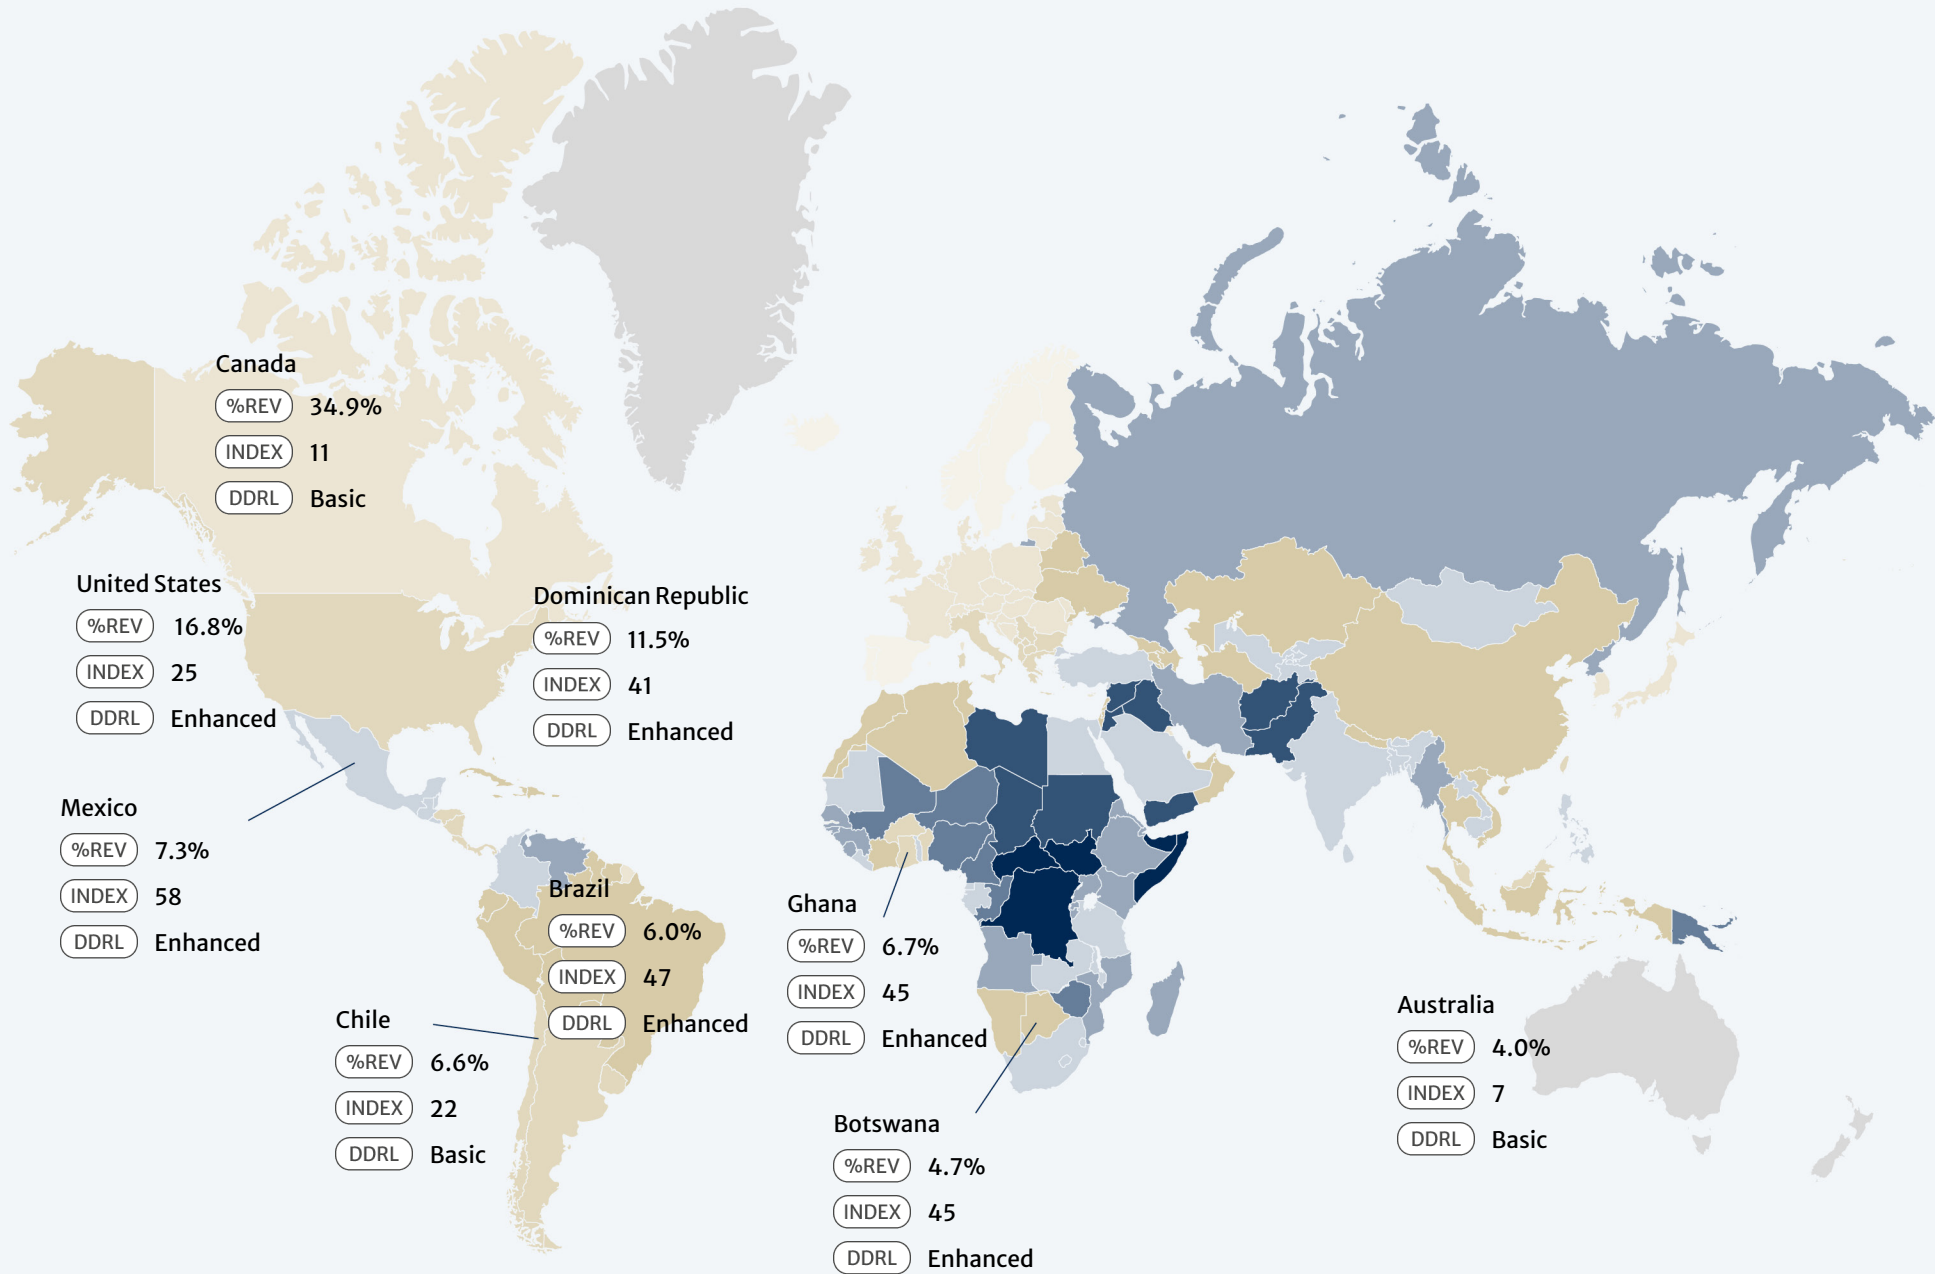 Canada
%REV 34.9%
INDEX 11
DDRL Basic
United States
%REV 16.8%
INDEX 25
DDRL Enhanced
Dominican Republic
%REV 11.5%
INDEX 41
DDRL Enhanced
Mexico
%REV 7.3%
INDEX 58
DDRL Enhanced
Brazil
%REV 6.0%
INDEX 47
DDRL Enhanced
Chile
%REV 6.6%
INDEX 22
DDRL Basic
Ghana
%REV 6.7%
INDEX 45
DDRL Enhanced
Botswana
%REV 4.7%
INDEX 45
DDRL Enhanced
Australia
%REV 4.0%
INDEX 7
DDRL Basic